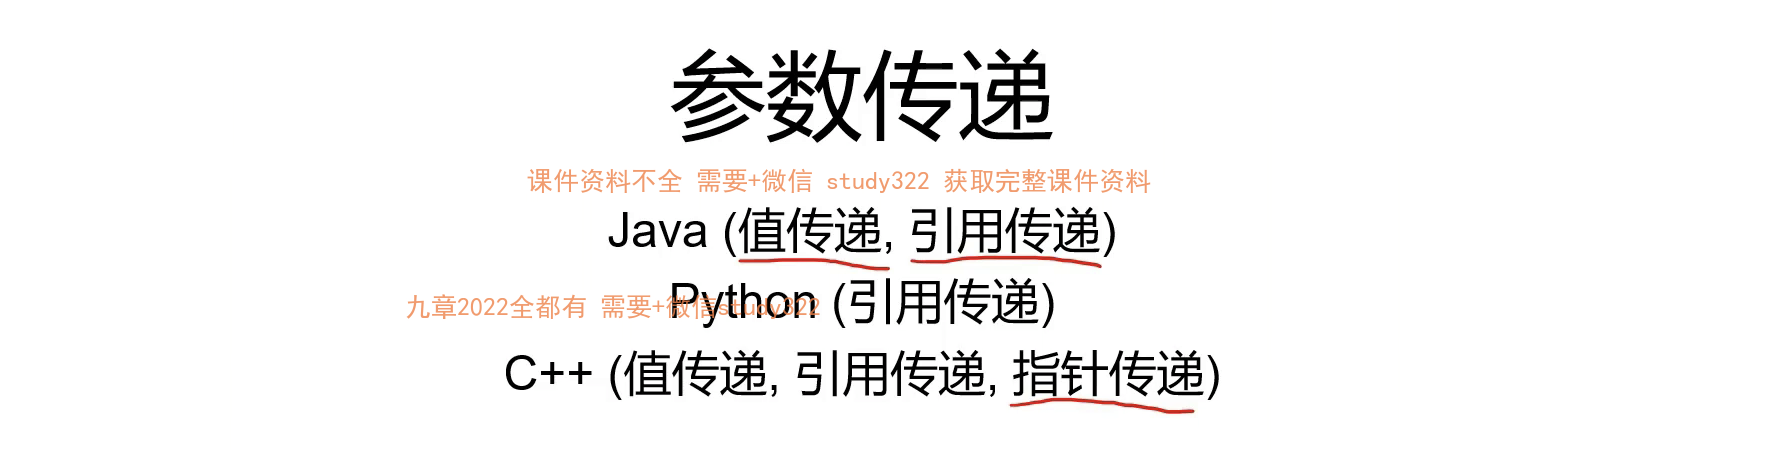 参数传递
课件资料不全 需要+微信 study322 获取完整课件资料
Java (值传递, 引用传递)
九章2022全都有 需要+微信study322
Python (引用传递)
C++ (值传递, 引用传递, 指针传递)